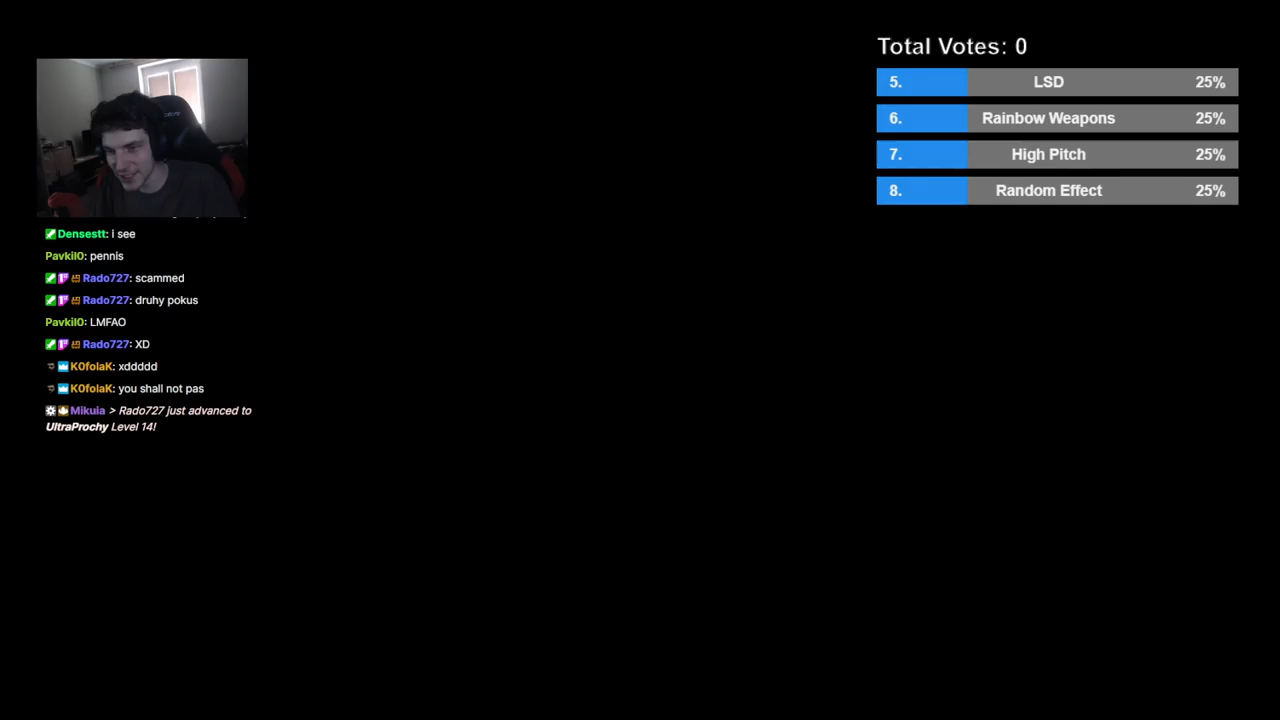 Total Votes: 0
5. LSD 25%
6. Rainbow Weapons 25%
7. High Pitch 25%
8. Random Effect 25%
Densestt: i see
Pavkil0: pennis
Rado727: scammed
Rado727: druhy pokus
Pavkil0: LMFAO
Rado727: XD
K0folaK: xddddd
K0folaK: you shall not pas
Mikuia > Rado727 just advanced to
UltraProchy Level 14!